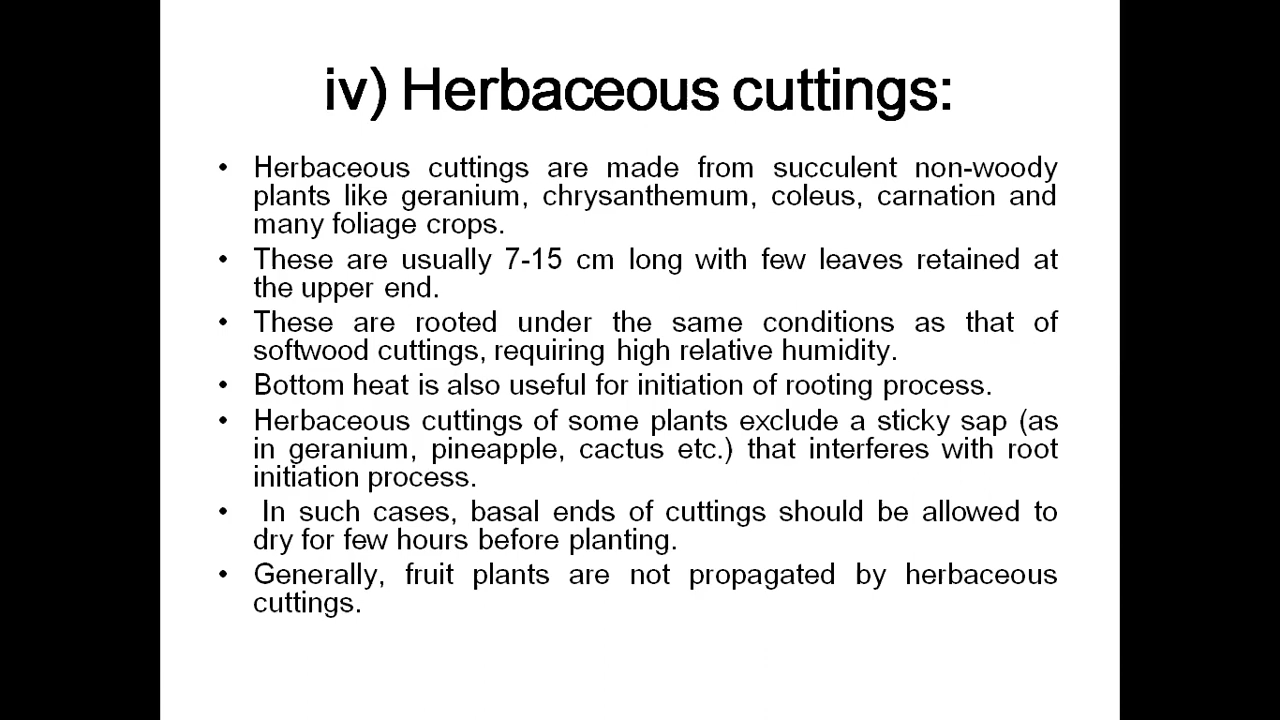 iv) Herbaceous cuttings:
• Herbaceous cuttings are made from succulent non-woody
plants like geranium, chrysanthemum, coleus, carnation and
many foliage crops.
• These are usually 7-15 cm long with few leaves retained at
the upper end.
• These are rooted under the same conditions as that of
softwood cuttings, requiring high relative humidity.
• Bottom heat is also useful for initiation of rooting process.
• Herbaceous cuttings of some plants exclude a sticky sap (as
in geranium, pineapple, cactus etc.) that interferes with root
initiation process.
• In such cases, basal ends of cuttings should be allowed to
dry for few hours before planting.
• Generally, fruit plants are not propagated by herbaceous
cuttings.